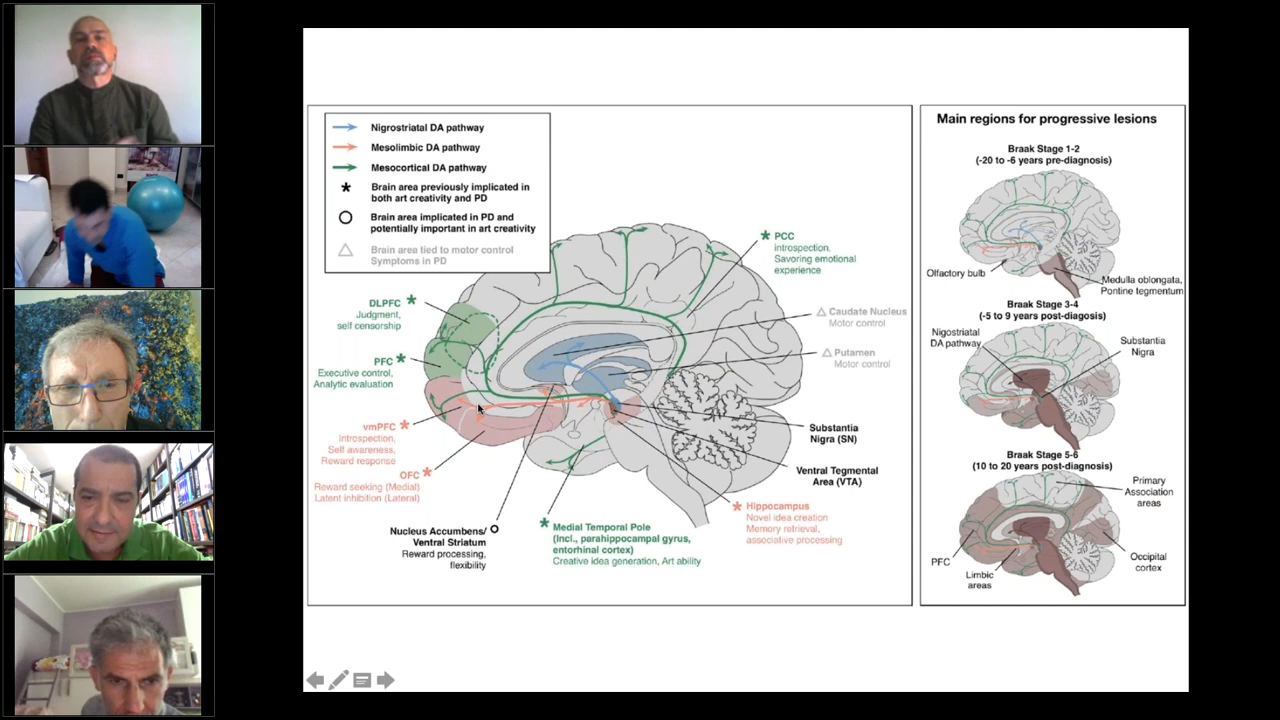 Nigrostriatal DA pathway
Mesolimbic DA pathway
Mesocortical DA pathway
Brain area previously implicated in
both art creativity and PD
Brain area implicated in PD and
potentially important in art creativity
Brain area tied to motor control
Symptoms in PD
PCC
introspection,
Savoring emotional
experience
DLPFC
Judgment,
self censorship
Caudate Nucleus
Motor control
PFC
Executive control,
Analytic evaluation
Putamen
Motor control
vmPFC
introspection,
Self awareness,
Reward response
OFC
Reward seeking (Medial)
Latent inhibition (Lateral)
Substantia
Nigra (SN)
Ventral Tegmental
Area (VTA)
Nucleus Accumbens/
Ventral Striatum
Reward processing,
flexibility
Medial Temporal Pole
(Incl., parahippocampal gyrus,
entorhinal cortex)
Creative idea generation, Art ability
Hippocampus
Novel idea creation
Memory retrieval,
associative processing
Main regions for progressive lesions
Braak Stage 1-2
(-20 to -6 years pre-diagnosis)
Olfactory bulb
Medulla oblongata,
Pontine tegmentum
Braak Stage 3-4
(-5 to 9 years post-diagnosis)
Nigostriatal
DA pathway
Substantia
Nigra
Braak Stage 5-6
(10 to 20 years post-diagnosis)
Primary
Association
areas
PFC
Limbic
areas
Occipital
cortex